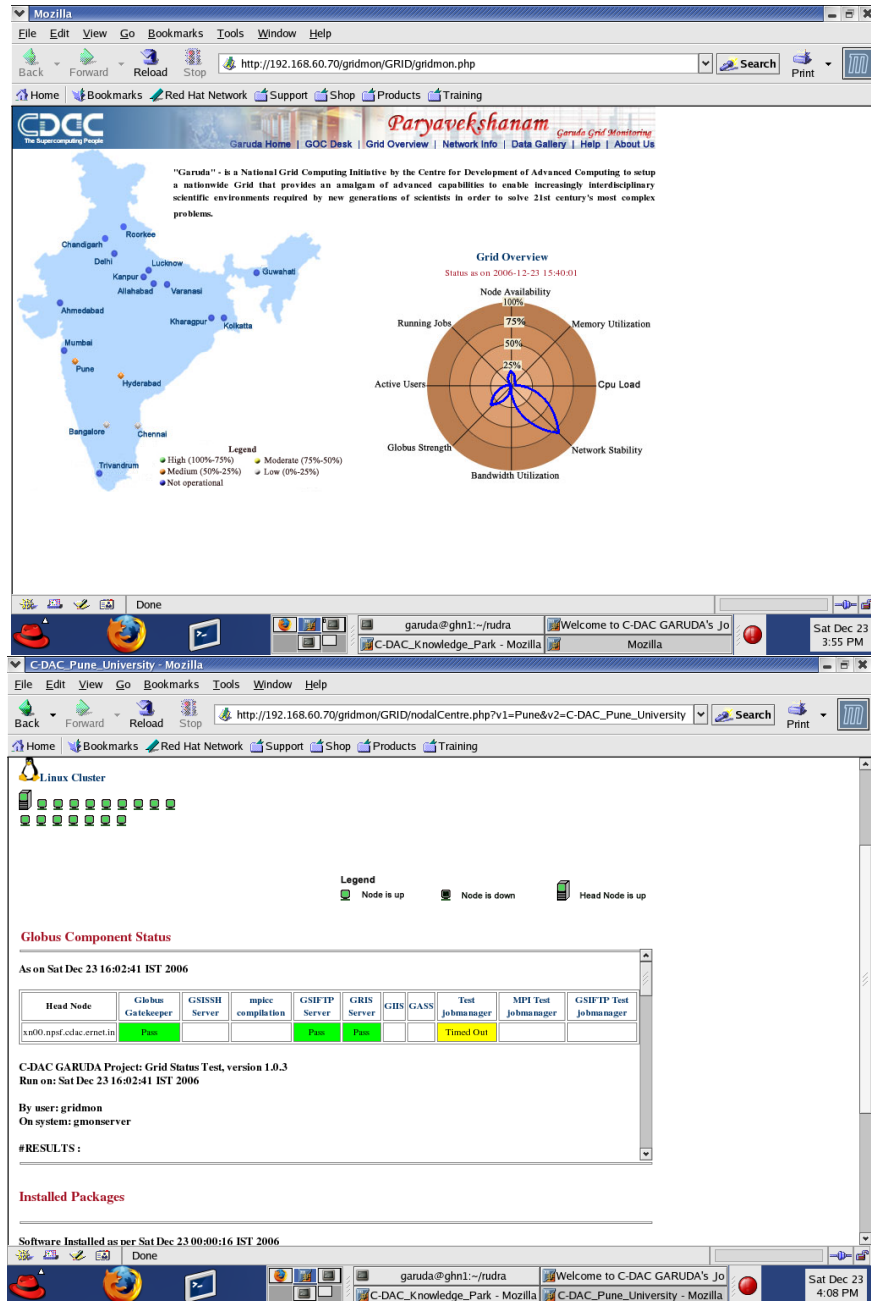 Mozilla
File Edit View Go Bookmarks Tools Window Help
Back Forward Reload Stop http://192.168.60.70/gridmon/GRID/gridmon.php Search Print
Home Bookmarks Red Hat Network Support Shop Products Training
CDAC
The Supercomputing People
Paryavekshanam Garuda Grid Monitoring
Garuda Home | GOC Desk | Grid Overview | Network Info | Data Gallery | Help | About Us
"Garuda" - is a National Grid Computing Initiative by the Centre for Development of Advanced Computing to setup
a nationwide Grid that provides an amalgam of advanced capabilities to enable increasingly interdisciplinary
scientific environments required by new generations of scientists in order to solve 21st century's most complex
problems.
Roorkee
Chandigarh
Delhi
Lucknow
Kanpur
Guwahati
Allahabad Varanasi
Ahmedabad
Kharagpur
Kolkatta
Mumbai
Pune
Hyderabad
Bangalore
Chennai
Trivandrum
Legend
High (100%-75%) Moderate (75%-50%)
Medium (50%-25%) Low (0%-25%)
Not operational
Grid Overview
Status as on 2006-12-23 15:40:01
Node Availability
100%
Running Jobs 75% Memory Utilization
50%
25%
Active Users Cpu Load
Globus Strength Network Stability
Bandwidth Utilization
Done
garuda@ghn1:~/rudra Welcome to C-DAC GARUDA's Jo
C-DAC_Knowledge_Park - Mozilla Mozilla
Sat Dec 23
3:55 PM
C-DAC_Pune_University - Mozilla
File Edit View Go Bookmarks Tools Window Help
Back Forward Reload Stop http://192.168.60.70/gridmon/GRID/nodalCentre.php?v1=Pune&v2=C-DAC_Pune_University Search Print
Home Bookmarks Red Hat Network Support Shop Products Training
Linux Cluster
Legend
Node is up Node is down Head Node is up
Globus Component Status
As on Sat Dec 23 16:02:41 IST 2006
Head Node Globus Gatekeeper GSISSH Server mpicc compilation GSIFTP Server GRIS Server GIIS GASS Test jobmanager MPI Test jobmanager GSIFTP Test jobmanager
xn00.npsf.cdac.ernet.in Pass Pass Pass Timed Out
C-DAC GARUDA Project: Grid Status Test, version 1.0.3
Run on: Sat Dec 23 16:02:41 IST 2006
By user: gridmon
On system: gmonserver
#RESULTS :
Installed Packages
Software Installed as per Sat Dec 23 00:00:16 IST 2006
Done
garuda@ghn1:~/rudra Welcome to C-DAC GARUDA's Jo
C-DAC_Knowledge_Park - Mozilla C-DAC_Pune_University - Mozilla
Sat Dec 23
4:08 PM